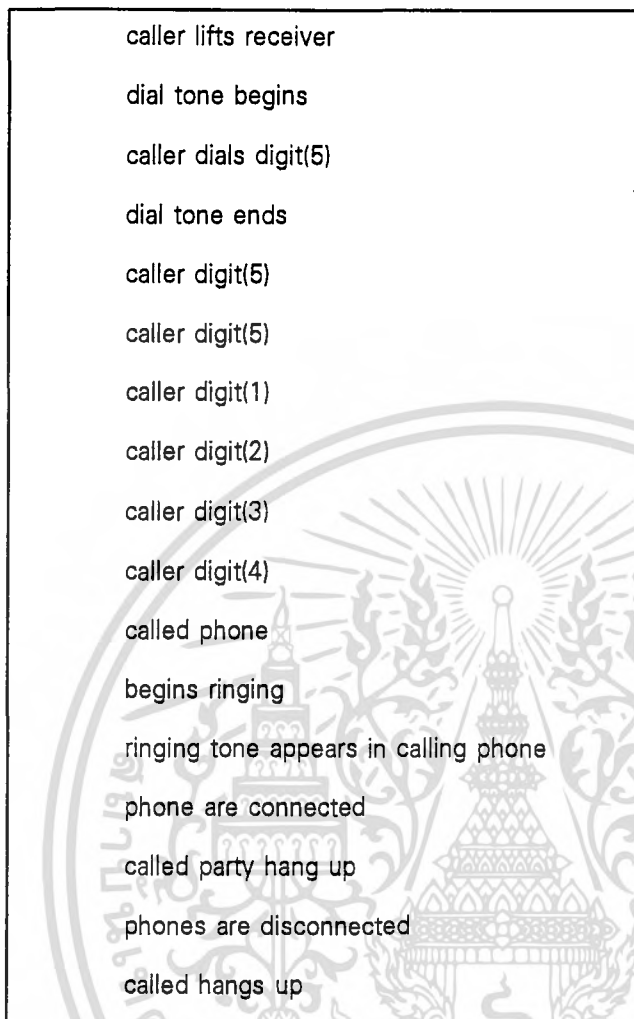 caller lifts receiver
dial tone begins
caller dials digit(5)
dial tone ends
caller digit(5)
caller digit(5)
caller digit(1)
caller digit(2)
caller digit(3)
caller digit(4)
called phone
begins ringing
ringing tone appears in calling phone
phone are connected
called party hang up
phones are disconnected
called hangs up